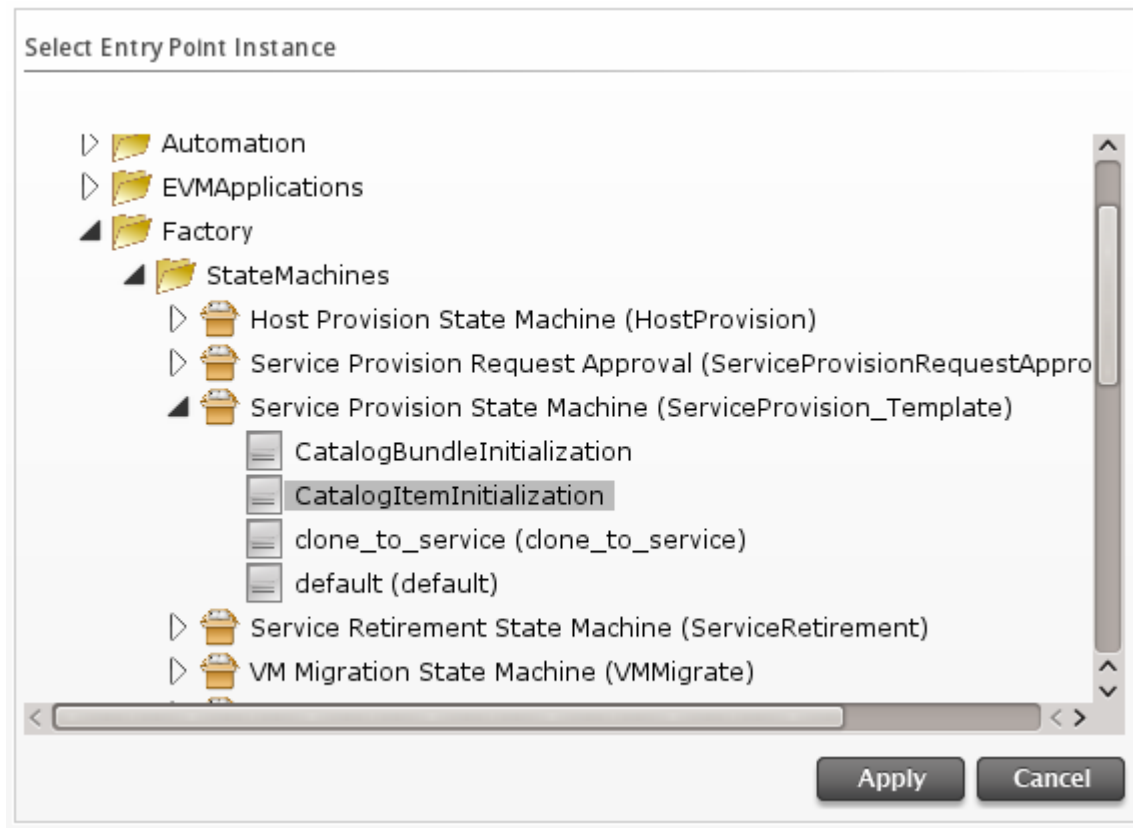 Select Entry Point Instance
Automation
EVMApplications
Factory
StateMachines
Host Provision State Machine (HostProvision)
Service Provision Request Approval (ServiceProvisionRequestAppro
Service Provision State Machine (ServiceProvision_Template)
CatalogBundleInitialization
CatalogItemInitialization
clone_to_service (clone_to_service)
default (default)
Service Retirement State Machine (ServiceRetirement)
VM Migration State Machine (VMMigrate)
Apply Cancel